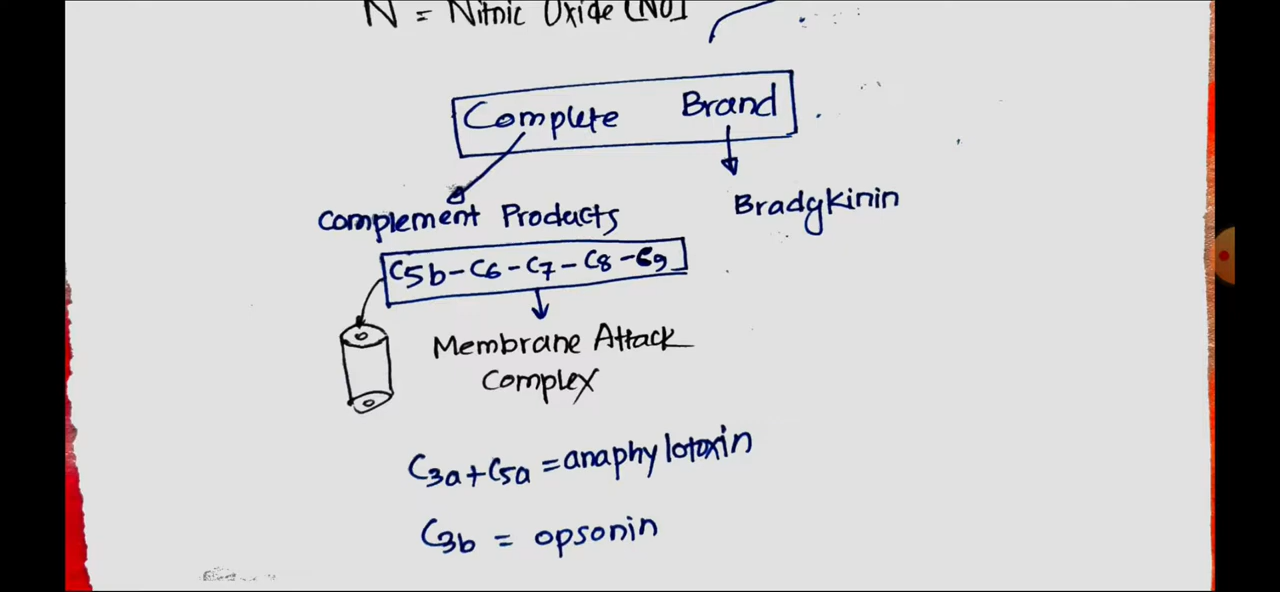 N = Nitric Oxide [NO]
Complete Brand
Complement Products
Bradykinin
C5b-C6-C7-C8-C9
Membrane Attack
Complex
C3a+C5a = anaphylotoxin
C3b = opsonin